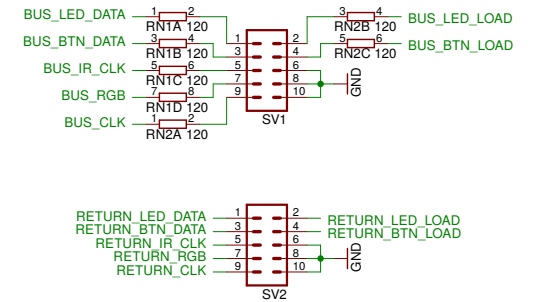 BUS_LED_DATA 1 2 RN1A 120
BUS_BTN_DATA 3 4 RN1B 120
BUS_IR_CLK 5 6 RN1C 120
BUS_RGB 7 8 RN1D 120
BUS_CLK 1 2 RN2A 120
1 2
3 4
5 6
7 8
9 10
SV1
3 4 BUS_LED_LOAD
RN2B 120
5 6 BUS_BTN_LOAD
RN2C 120
GND
RETURN_LED_DATA 1 2 RETURN_LED_LOAD
RETURN_BTN_DATA 3 4 RETURN_BTN_LOAD
RETURN_IR_CLK 5 6
RETURN_RGB 7 8 GND
RETURN_CLK 9 10
SV2